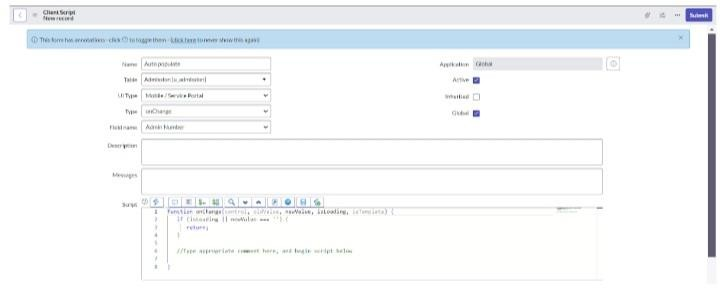 Client Script
New record
Submit
This form has annotations - click to toggle them - (click here to never show this again)
Name Auto populate
Application Global
Table Admission [u_admission]
Active
UI Type Mobile / Service Portal
Inherited
Type onChange
Global
Field name Admin Number
Description
Messages
Script
1 function onChange(control, oldValue, newValue, isLoading, isTemplate) {
2 if (isLoading || newValue === '') {
3 return;
4 }
5
6 //Type appropriate comment here, and begin script below
7
8 }